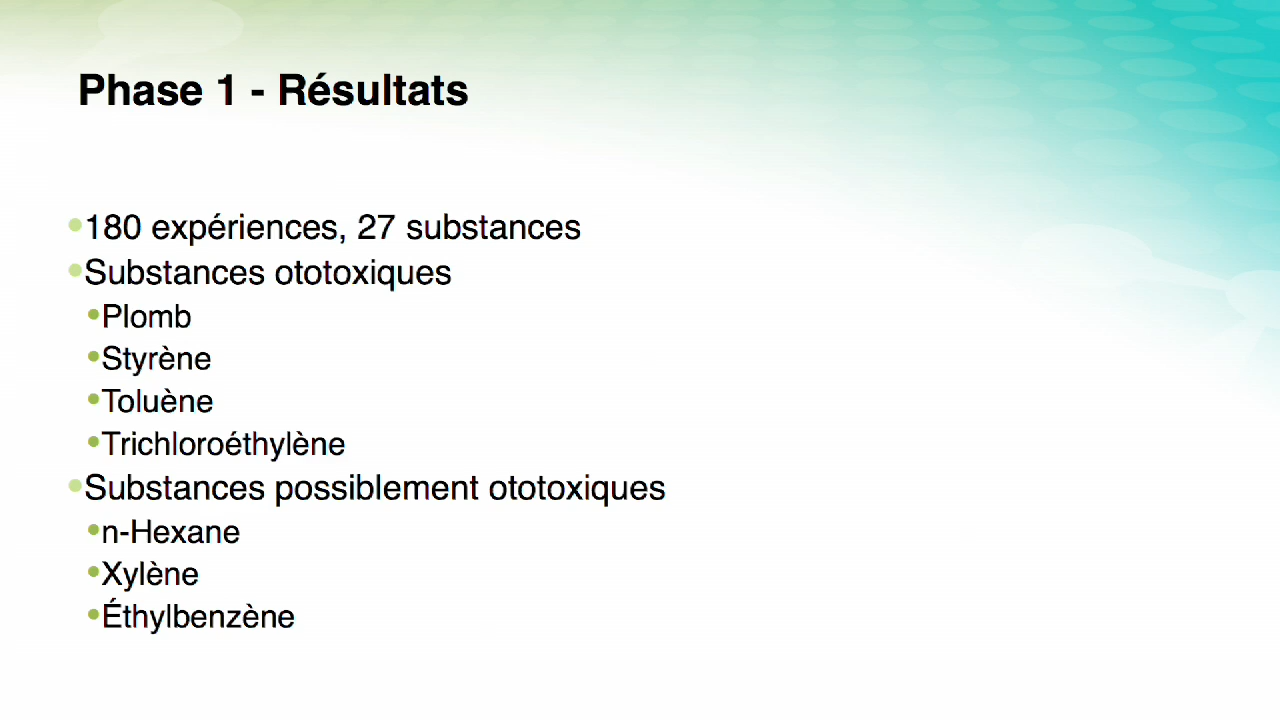 Phase 1 - Résultats
•180 expériences, 27 substances
•Substances ototoxiques
•Plomb
•Styrène
•Toluène
•Trichloroéthylène
•Substances possiblement ototoxiques
•n-Hexane
•Xylène
•Éthylbenzène